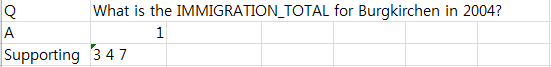 Q What is the IMMIGRATION_TOTAL for Burgkirchen in 2004?
A 1
Supporting 3 4 7